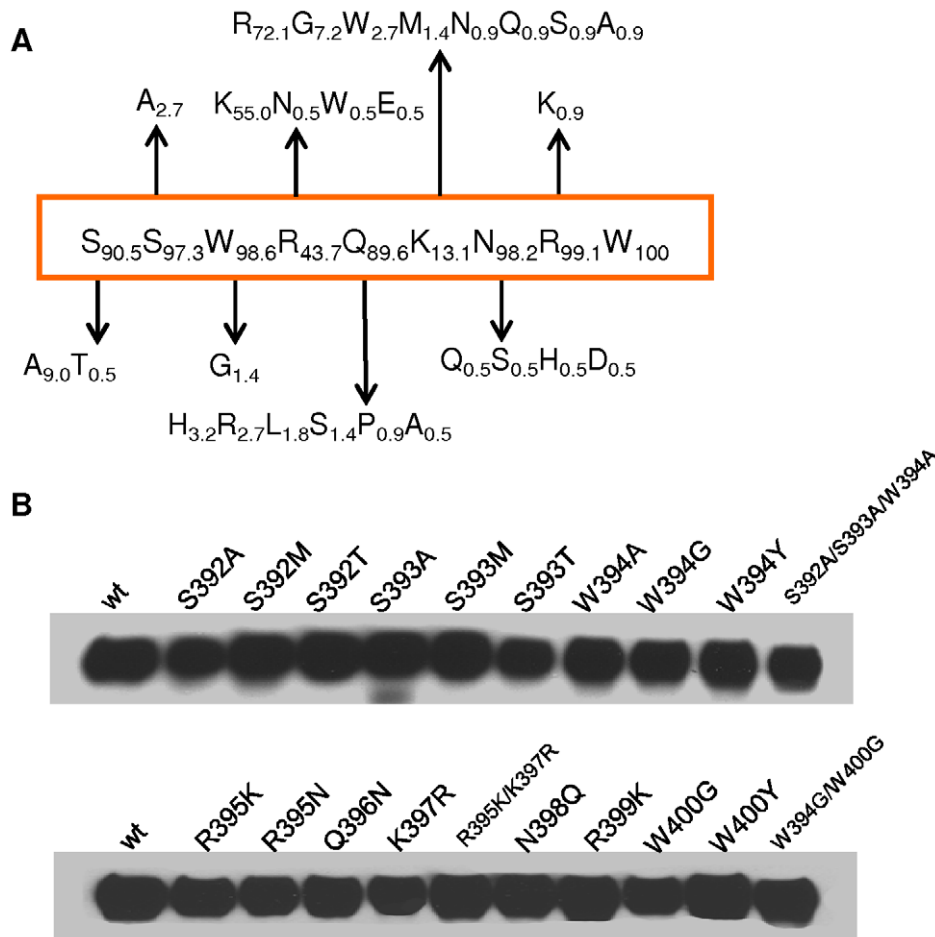 R72.1G7.2W2.7M1.4N0.9Q0.9S0.9A0.9
A
A2.7 K55.0N0.5W0.5E0.5 K0.9
S90.5S97.3W98.6R43.7Q89.6K13.1N98.2R99.1W100
A9.0T0.5 G1.4 Q0.5S0.5H0.5D0.5
H3.2R2.7L1.8S1.4P0.9A0.5
B
wt S392A S392M S392T S393A S393M S393T W394A W394G W394Y S392A/S393A/W394A
wt R395K R395N Q396N K397R R395K/K397R N398Q R399K W400G W400Y W394G/W400G